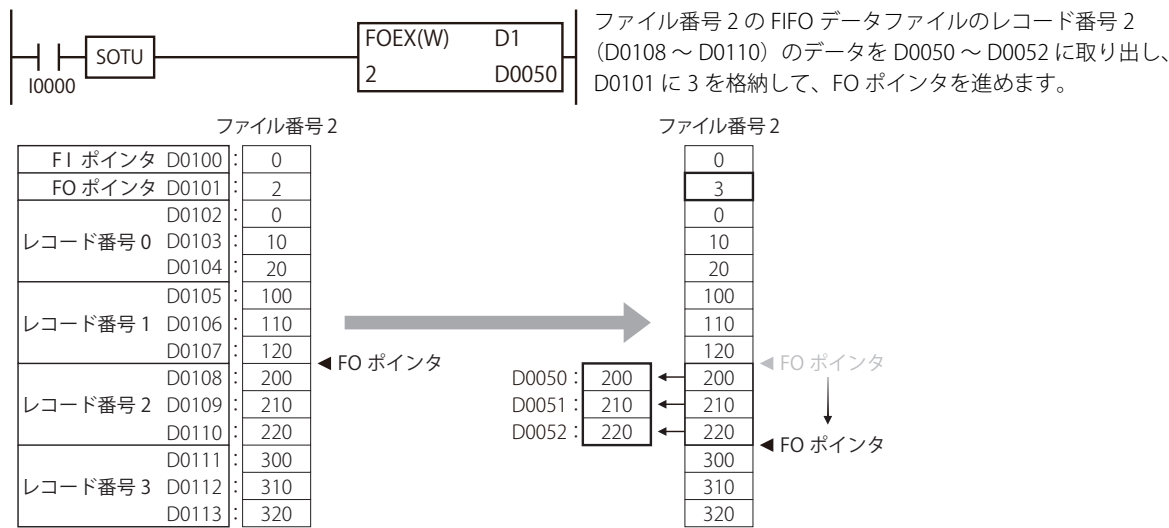 FOEX(W) D1
2 D0050
SOTU
I0000
ファイル番号 2 の FIFO データファイルのレコード番号 2
(D0108 ～ D0110) のデータを D0050 ～ D0052 に取り出し、
D0101 に 3 を格納して、FO ポインタを進めます。
ファイル番号 2
FI ポインタ D0100 : 0
FO ポインタ D0101 : 2
D0102 : 0
レコード番号 0 D0103 : 10
D0104 : 20
D0105 : 100
レコード番号 1 D0106 : 110
D0107 : 120
◀ FO ポインタ
D0108 : 200
レコード番号 2 D0109 : 210
D0110 : 220
D0111 : 300
レコード番号 3 D0112 : 310
D0113 : 320
ファイル番号 2
0
3
0
10
20
100
110
120
◀ FO ポインタ
D0050 : 200 ← 200
D0051 : 210 ← 210
D0052 : 220 ← 220
◀ FO ポインタ
300
310
320